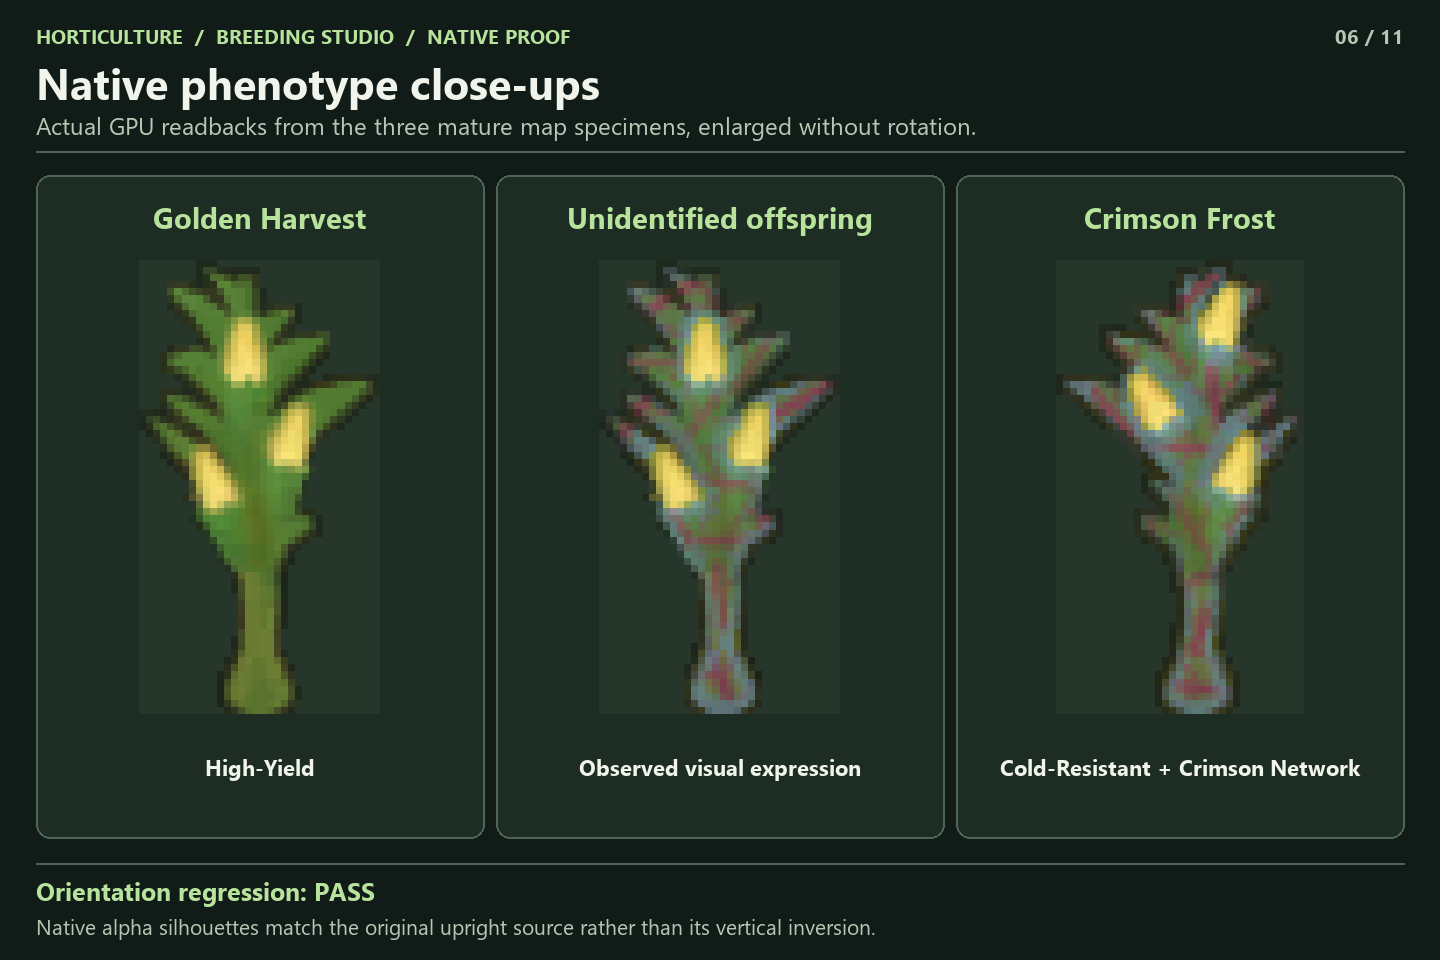 HORTICULTURE / BREEDING STUDIO / NATIVE PROOF
06 / 11
Native phenotype close-ups
Actual GPU readbacks from the three mature map specimens, enlarged without rotation.
Golden Harvest
Unidentified offspring
Crimson Frost
High-Yield
Observed visual expression
Cold-Resistant + Crimson Network
Orientation regression: PASS
Native alpha silhouettes match the original upright source rather than its vertical inversion.